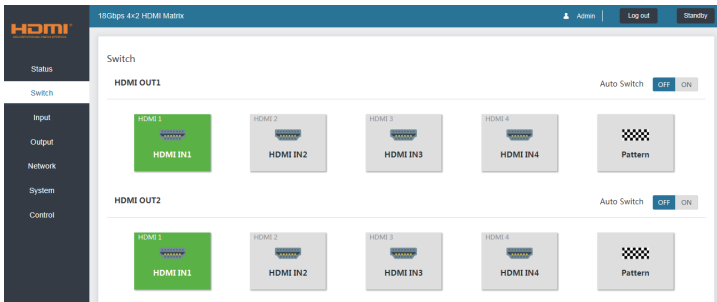 HDMI
18Gbps 4×2 HDMI Matrix
Admin
Log out
Standby
Status
Switch
Input
Output
Network
System
Control
Switch
HDMI OUT1
Auto Switch OFF ON
HDMI 1 HDMI 2 HDMI 3 HDMI 4
HDMI IN1 HDMI IN2 HDMI IN3 HDMI IN4 Pattern
HDMI OUT2
Auto Switch OFF ON
HDMI 1 HDMI 2 HDMI 3 HDMI 4
HDMI IN1 HDMI IN2 HDMI IN3 HDMI IN4 Pattern